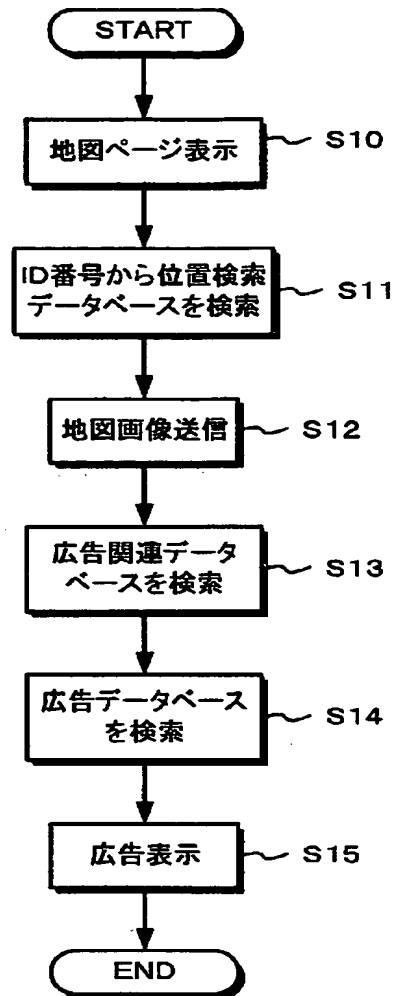 START
地図ページ表示
S10
ID番号から位置検索
データベースを検索
S11
地図画像送信
S12
広告関連データ
ベースを検索
S13
広告データベース
を検索
S14
広告表示
S15
END